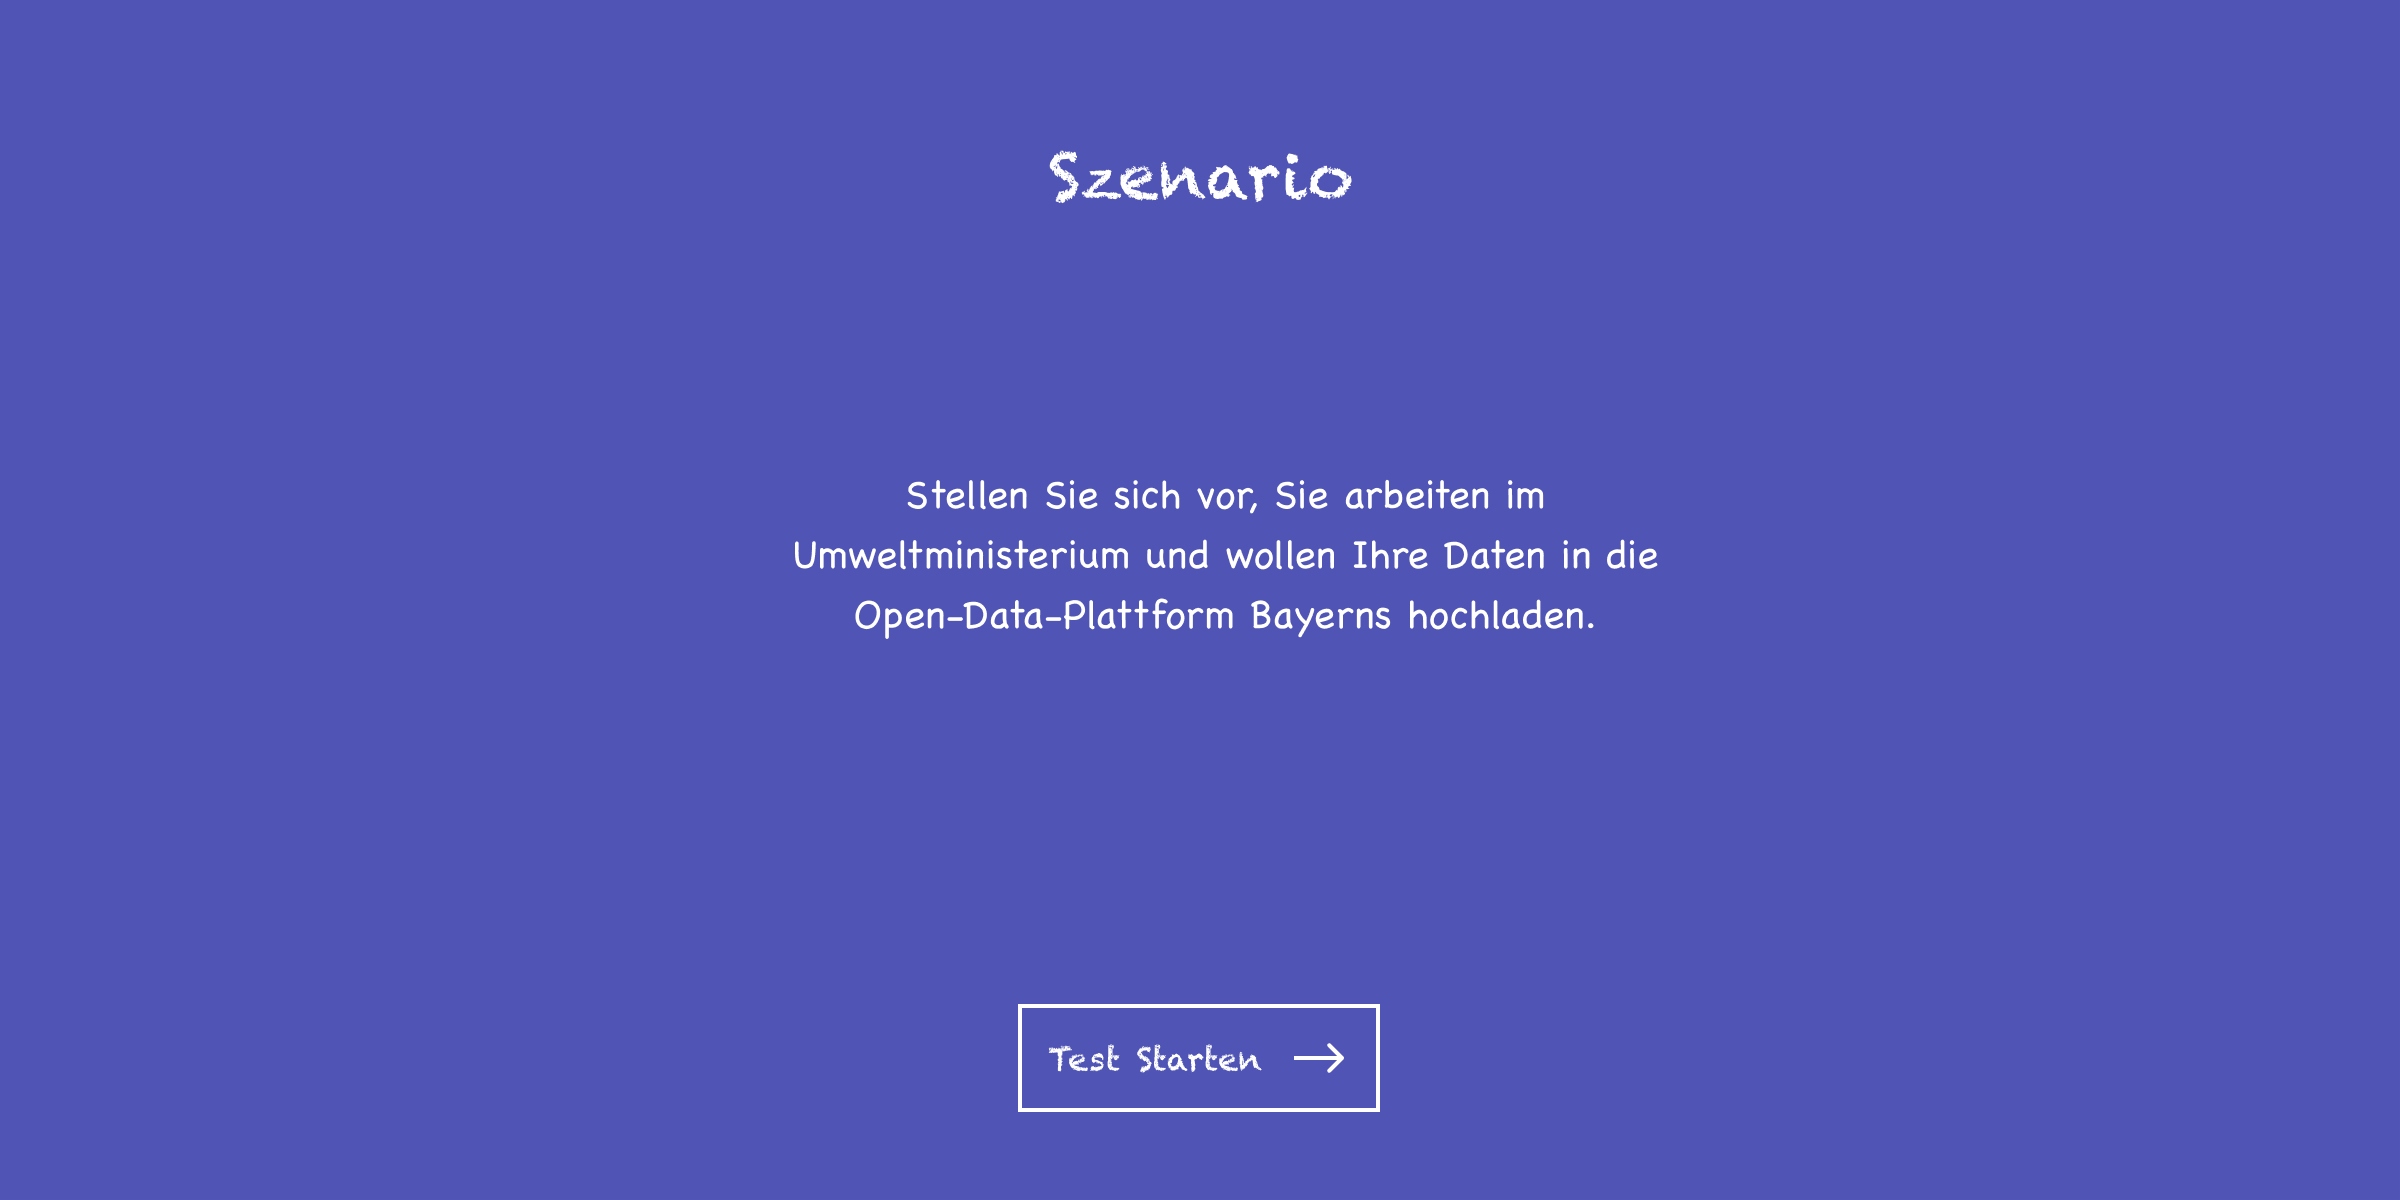 Szenario
Stellen Sie sich vor, Sie arbeiten im
Umweltministerium und wollen Ihre Daten in die
Open-Data-Plattform Bayerns hochladen.
Test Starten